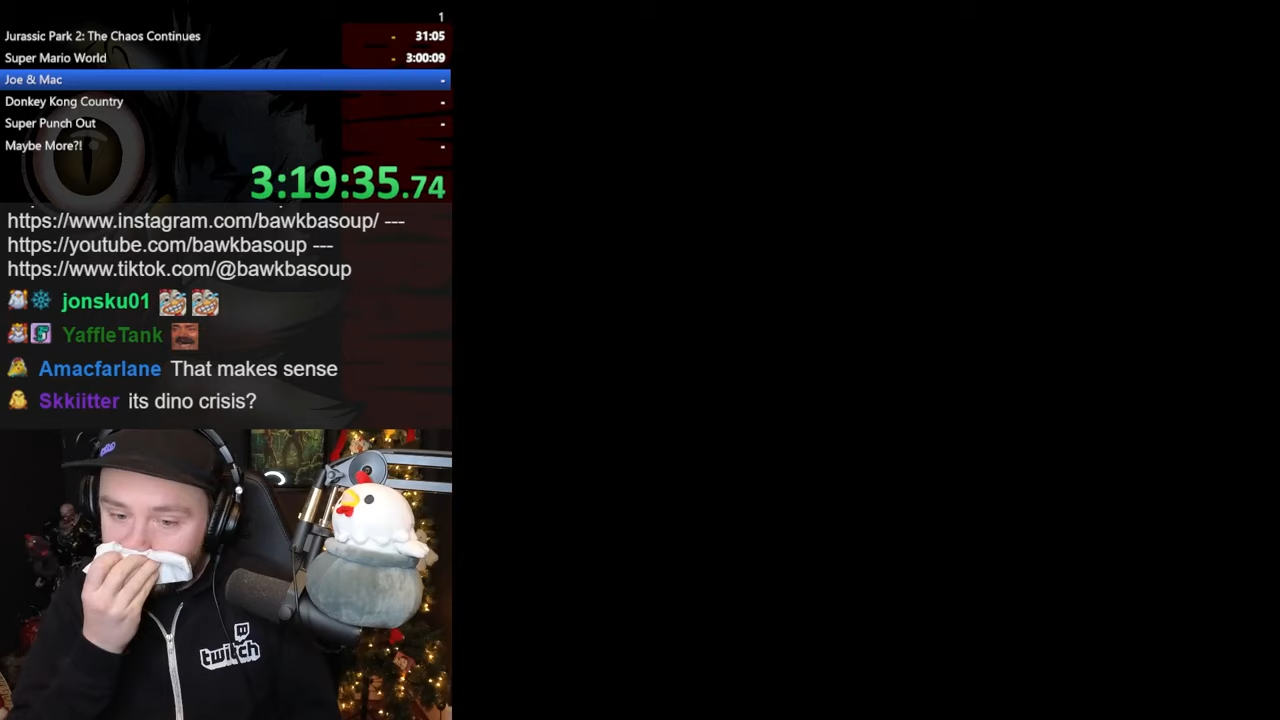 1
Jurassic Park 2: The Chaos Continues - 31:05
Super Mario World - 3:00:09
Joe & Mac -
Donkey Kong Country -
Super Punch Out -
Maybe More?! -
3:19:35.74
https://www.instagram.com/bawkbasoup/ ---
https://youtube.com/bawkbasoup ---
https://www.tiktok.com/@bawkbasoup
jonsku01
YaffleTank
Amacfarlane That makes sense
Skkiitter its dino crisis?
twitch